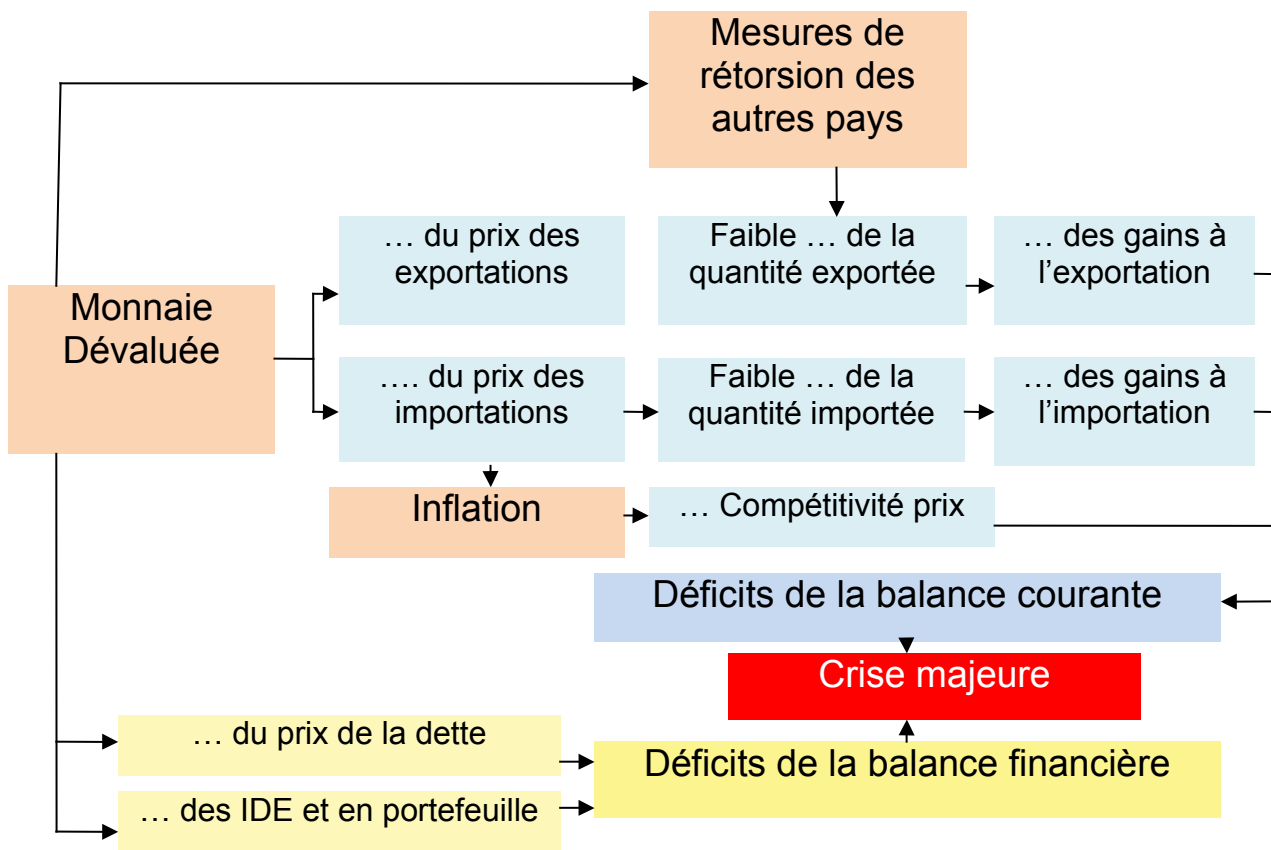 Mesures de
rétorsion des
autres pays
… du prix des
exportations
Faible … de la
quantité exportée
… des gains à
l’exportation
Monnaie
Dévaluée
…. du prix des
importations
Faible … de la
quantité importée
… des gains à
l’importation
Inflation
… Compétitivité prix
Déficits de la balance courante
Crise majeure
… du prix de la dette
Déficits de la balance financière
… des IDE et en portefeuille